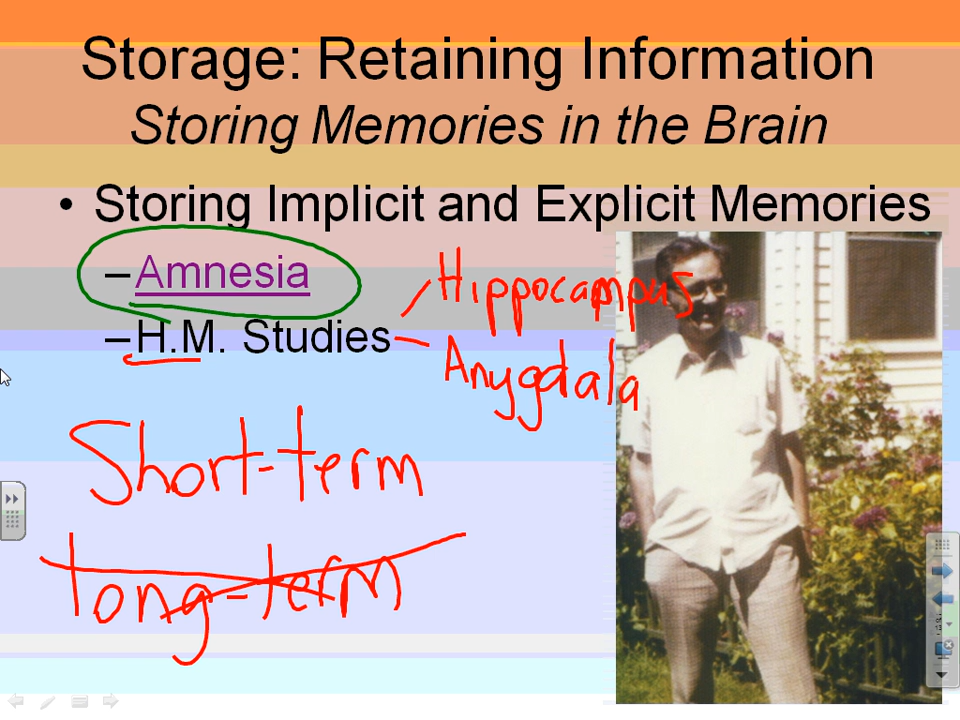 Storage: Retaining Information
Storing Memories in the Brain
• Storing Implicit and Explicit Memories
–Amnesia
–H.M. Studies
Hippocampus
Amygdala
Short-term
long-term